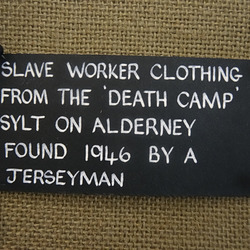 SLAVE WORKER CLOTHING
FROM THE 'DEATH CAMP'
SYLT ON ALDERNEY
FOUND 1946 BY A
JERSEYMAN